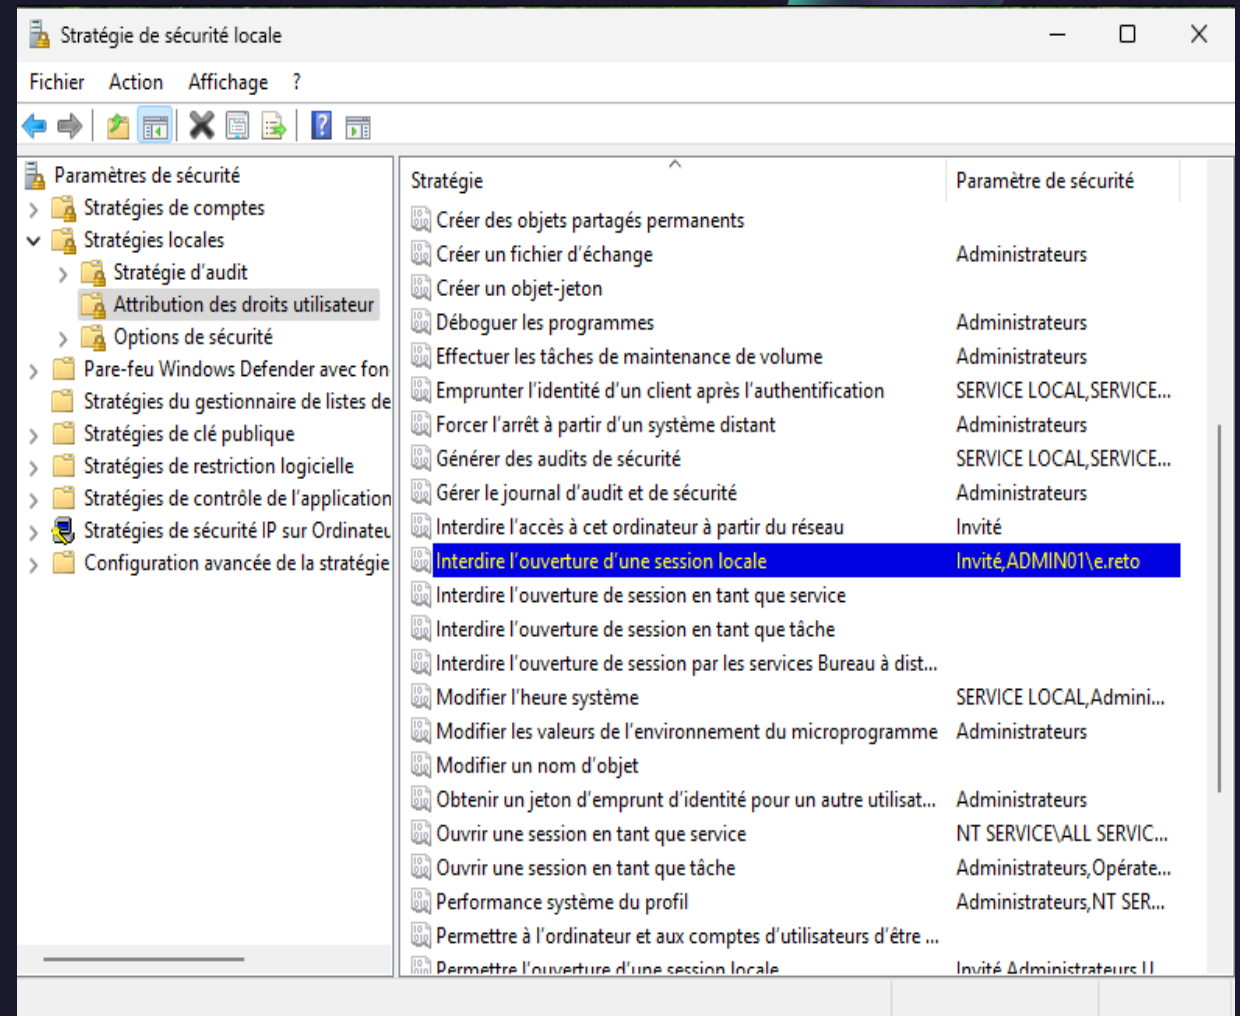 Stratégie de sécurité locale
Fichier Action Affichage ?
Paramètres de sécurité
Stratégies de comptes
Stratégies locales
Stratégie d'audit
Attribution des droits utilisateur
Options de sécurité
Pare-feu Windows Defender avec fon
Stratégies du gestionnaire de listes de
Stratégies de clé publique
Stratégies de restriction logicielle
Stratégies de contrôle de l'application
Stratégies de sécurité IP sur Ordinateu
Configuration avancée de la stratégie
Stratégie Paramètre de sécurité
Créer des objets partagés permanents
Créer un fichier d'échange Administrateurs
Créer un objet-jeton
Déboguer les programmes Administrateurs
Effectuer les tâches de maintenance de volume Administrateurs
Emprunter l'identité d'un client après l'authentification SERVICE LOCAL,SERVICE...
Forcer l'arrêt à partir d'un système distant Administrateurs
Générer des audits de sécurité SERVICE LOCAL,SERVICE...
Gérer le journal d'audit et de sécurité Administrateurs
Interdire l'accès à cet ordinateur à partir du réseau Invité
Interdire l'ouverture d'une session locale Invité,ADMIN01\e.reto
Interdire l'ouverture de session en tant que service
Interdire l'ouverture de session en tant que tâche
Interdire l'ouverture de session par les services Bureau à dist...
Modifier l'heure système SERVICE LOCAL,Admini...
Modifier les valeurs de l'environnement du microprogramme Administrateurs
Modifier un nom d'objet
Obtenir un jeton d'emprunt d'identité pour un autre utilisat... Administrateurs
Ouvrir une session en tant que service NT SERVICE\ALL SERVIC...
Ouvrir une session en tant que tâche Administrateurs,Opérate...
Performance système du profil Administrateurs,NT SER...
Permettre à l'ordinateur et aux comptes d'utilisateurs d'être ...
Permettre l'ouverture d'une session locale Invité,Administrateurs,U